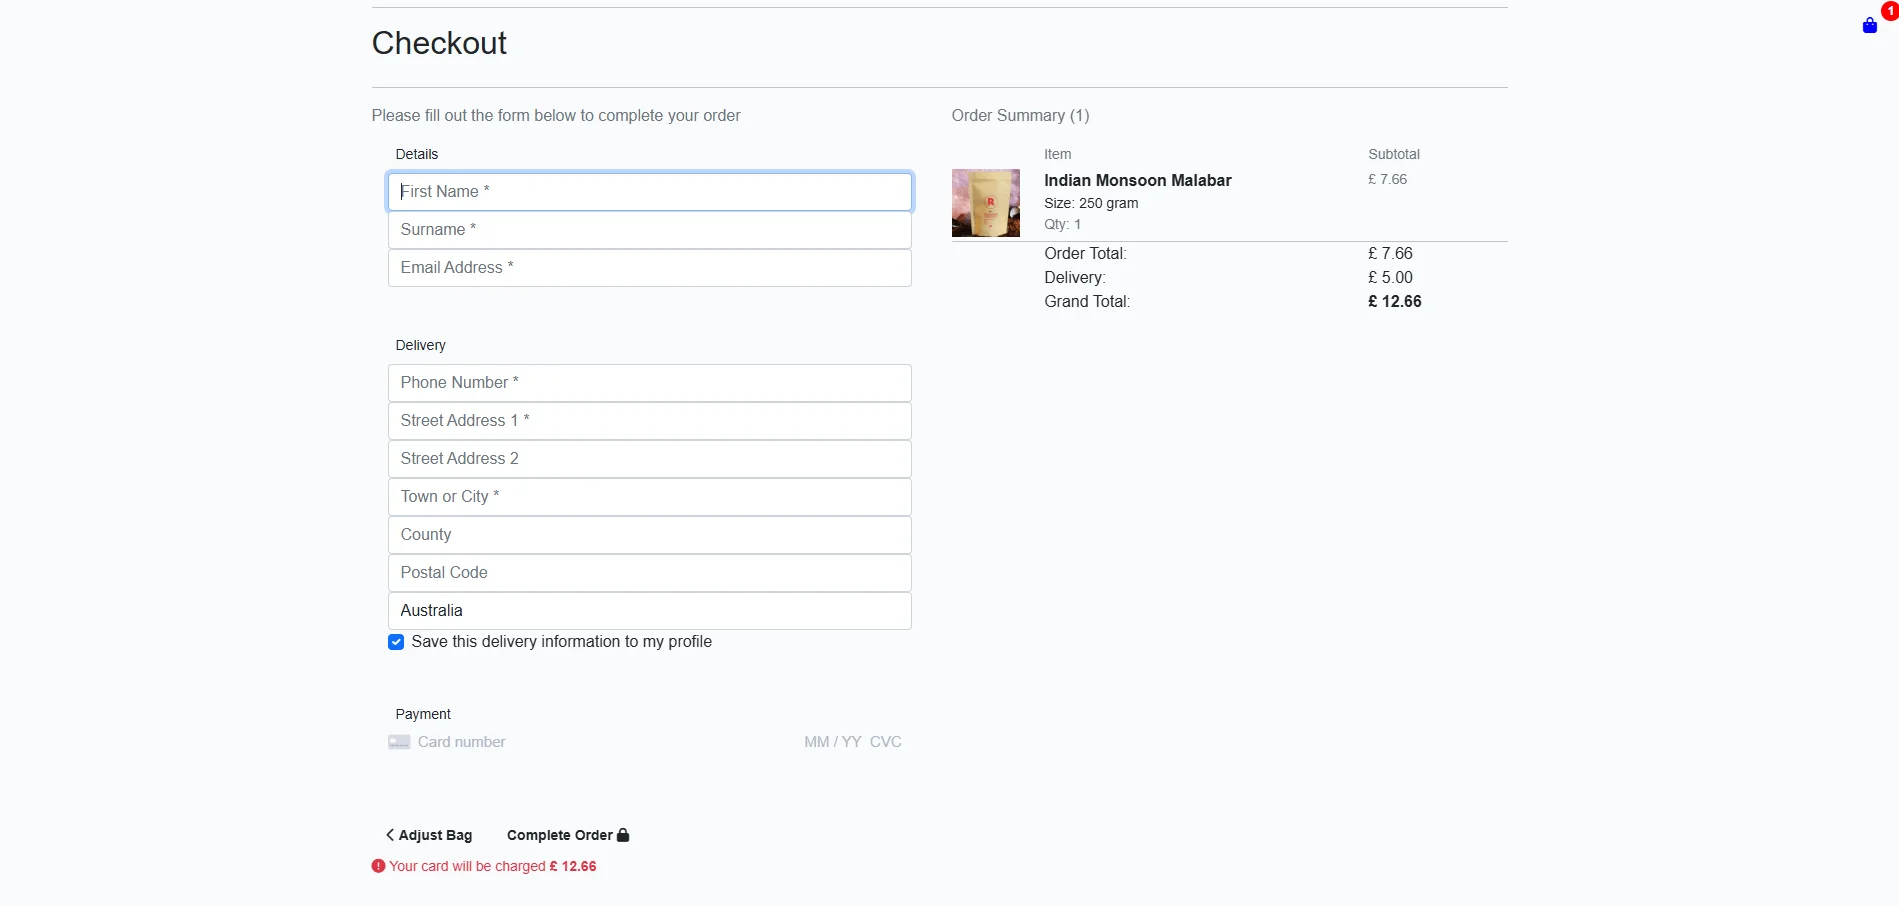 1
Checkout
Please fill out the form below to complete your order
Details
First Name *
Surname *
Email Address *
Delivery
Phone Number *
Street Address 1 *
Street Address 2
Town or City *
County
Postal Code
Australia
Save this delivery information to my profile
Payment
Card number MM / YY CVC
Adjust Bag Complete Order
Your card will be charged £ 12.66
Order Summary (1)
Item Subtotal
Indian Monsoon Malabar £ 7.66
Size: 250 gram
Qty: 1
R
Order Total: £ 7.66
Delivery: £ 5.00
Grand Total: £ 12.66